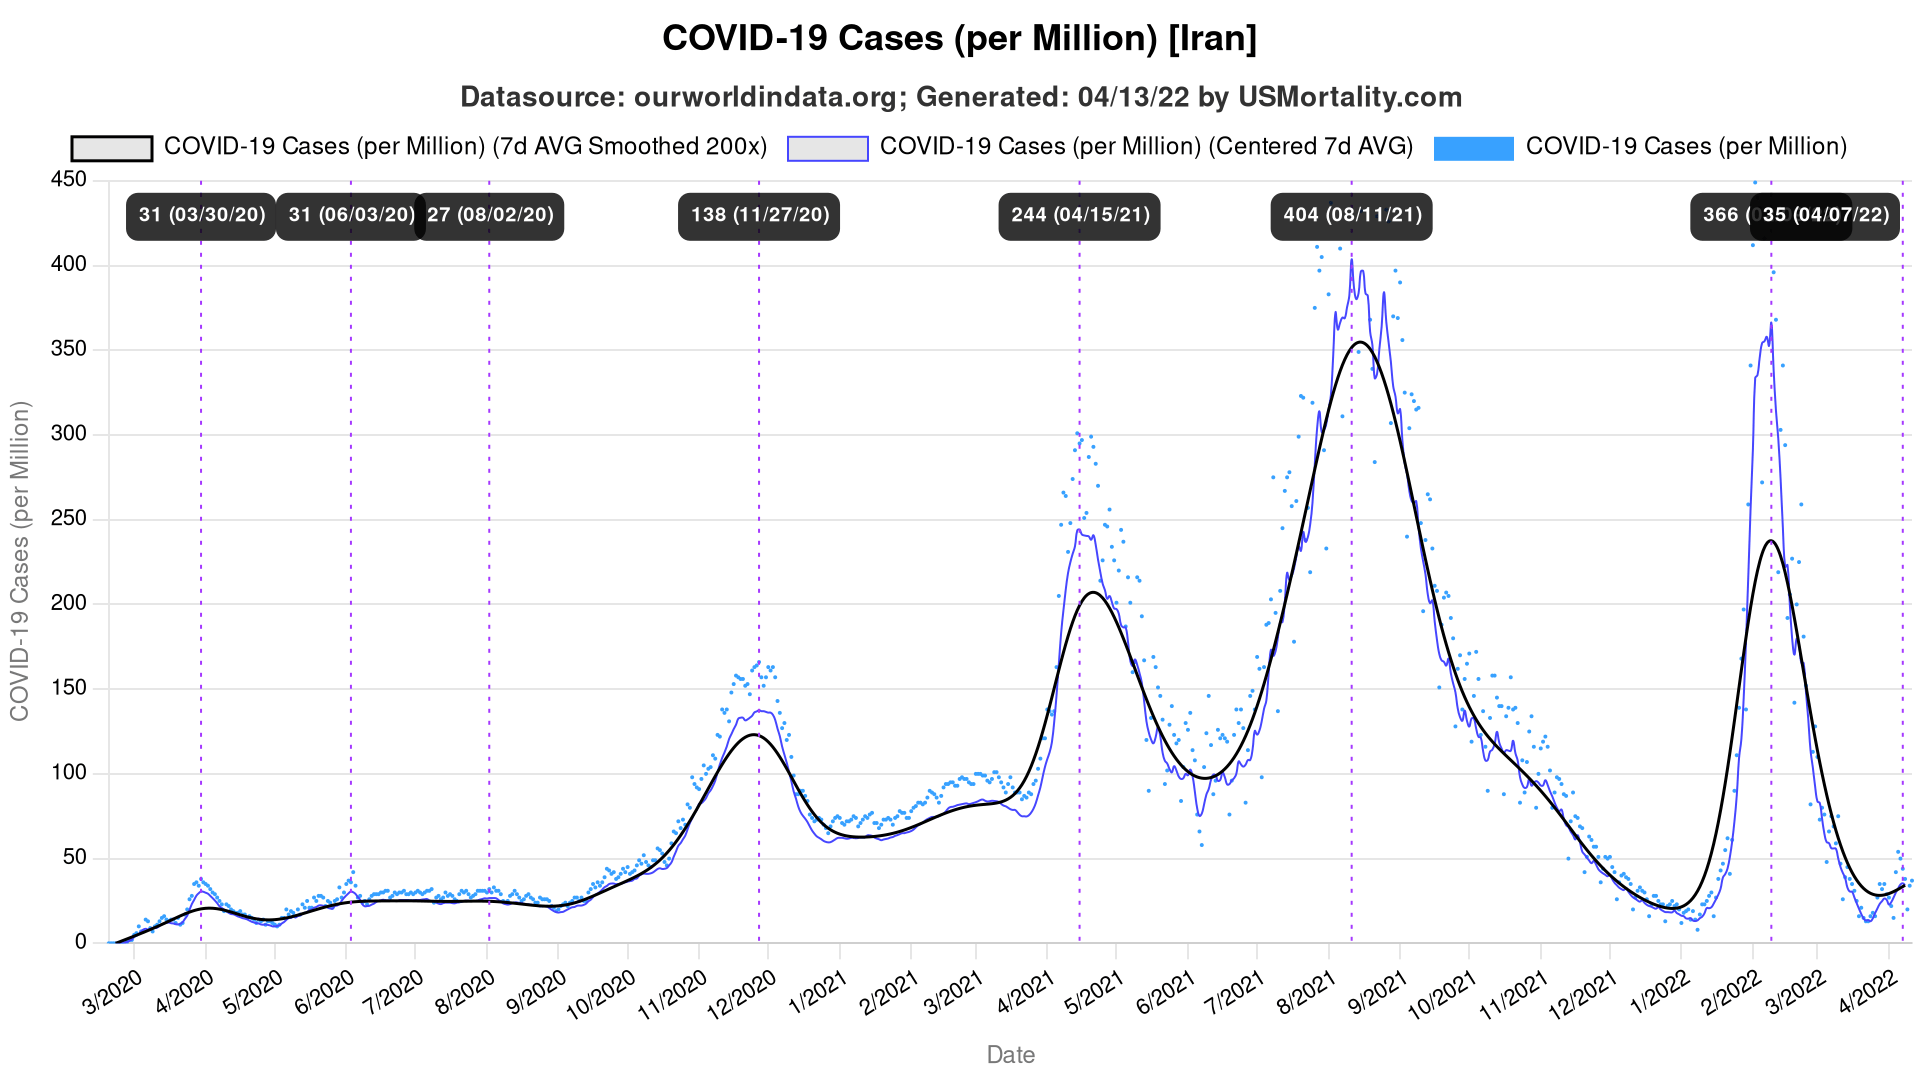 COVID-19 Cases (per Million) [Iran]
Datasource: ourworldindata.org; Generated: 04/13/22 by USMortality.com
COVID-19 Cases (per Million) (7d AVG Smoothed 200x) COVID-19 Cases (per Million) (Centered 7d AVG) COVID-19 Cases (per Million)
31 (03/30/20) 31 (06/03/20) 27 (08/02/20) 138 (11/27/20) 244 (04/15/21) 404 (08/11/21) 366 35 (04/07/22)
450
400
350
300
250
200
150
100
50
0
COVID-19 Cases (per Million)
3/2020 4/2020 5/2020 6/2020 7/2020 8/2020 9/2020 10/2020 11/2020 12/2020 1/2021 2/2021 3/2021 4/2021 5/2021 6/2021 7/2021 8/2021 9/2021 10/2021 11/2021 12/2021 1/2022 2/2022 3/2022 4/2022
Date